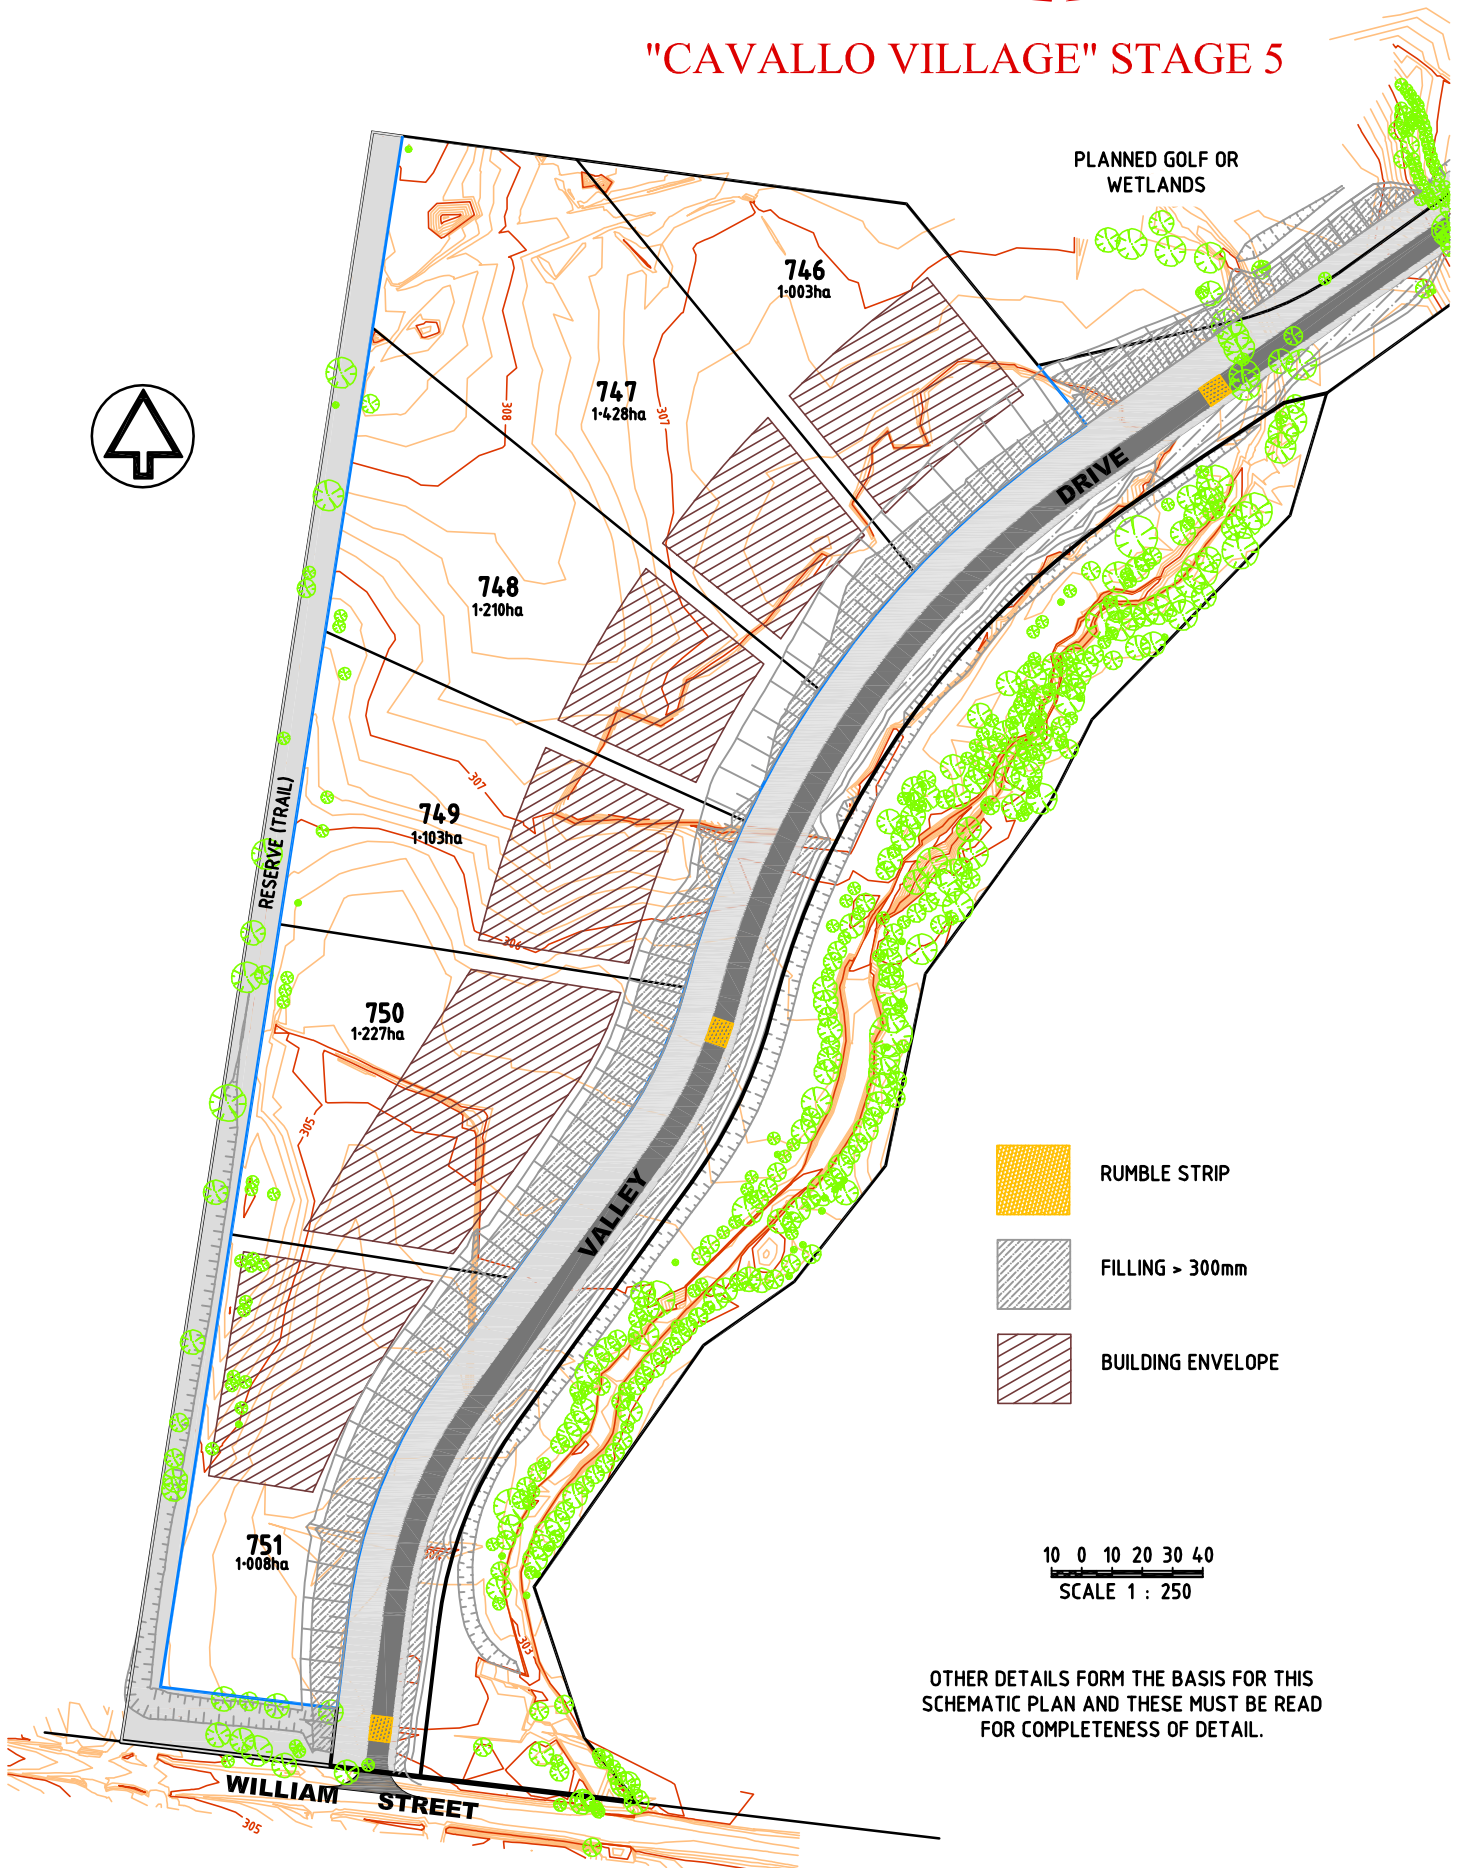 "CAVALLO VILLAGE" STAGE 5
PLANNED GOLF OR
WETLANDS
746
1·003ha
747
1·428ha
308
307
DRIVE
748
1·210ha
307
749
1·103ha
RESERVE (TRAIL)
306
750
1·227ha
305
VALLEY
RUMBLE STRIP
FILLING > 300mm
BUILDING ENVELOPE
751
1·008ha
304
10 0 10 20 30 40
SCALE 1 : 250
303
OTHER DETAILS FORM THE BASIS FOR THIS
SCHEMATIC PLAN AND THESE MUST BE READ
FOR COMPLETENESS OF DETAIL.
WILLIAM STREET
305